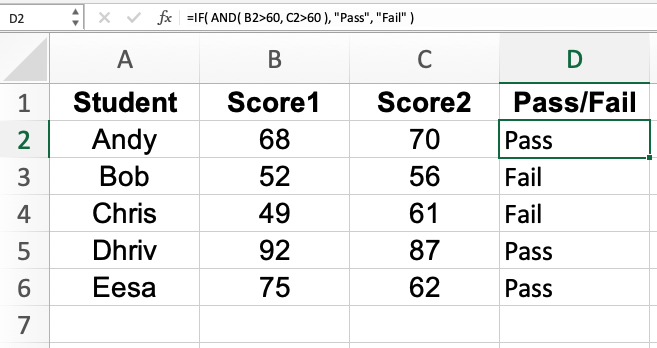 D2 fx =IF( AND( B2>60, C2>60 ), "Pass", "Fail" )
A B C D
1 Student Score1 Score2 Pass/Fail
2 Andy 68 70 Pass
3 Bob 52 56 Fail
4 Chris 49 61 Fail
5 Dhriv 92 87 Pass
6 Eesa 75 62 Pass
7